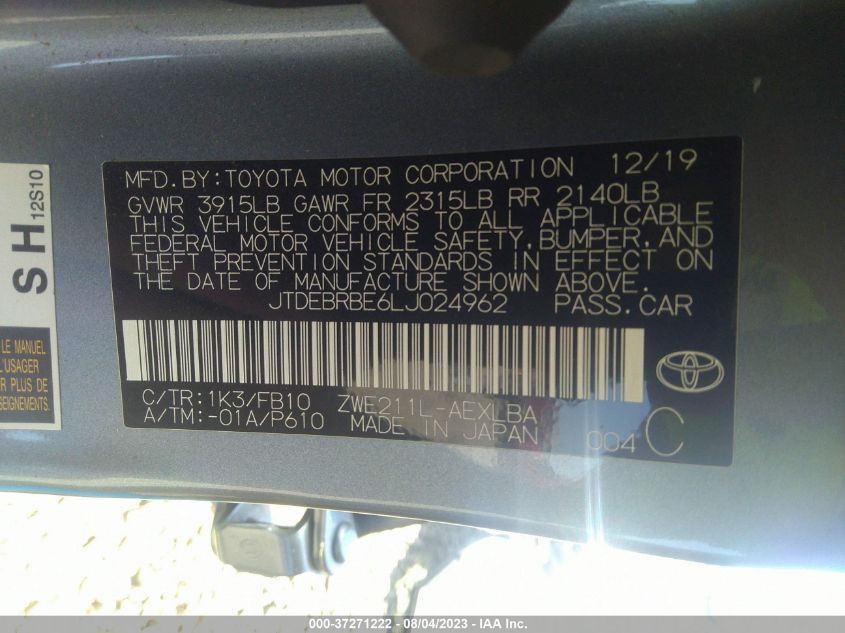 MFD. BY: TOYOTA MOTOR CORPORATION 12/19
GVWR 3915LB GAWR FR 2315LB RR 2140LB
THIS VEHICLE CONFORMS TO ALL APPLICABLE
FEDERAL MOTOR VEHICLE SAFETY, BUMPER, AND
THEFT PREVENTION STANDARDS IN EFFECT ON
THE DATE OF MANUFACTURE SHOWN ABOVE.
JTDEBRBE6LJ024962 PASS. CAR
C/TR: 1K3/FB10 ZWE211L-AEXLBA
A/TM: -01A/P610 MADE IN JAPAN 004 C
SH
12S10
LE MANUEL
L'USAGER
R PLUS DE
SEIGNEMENTS.
000-37271222 - 08/04/2023 - IAA Inc.